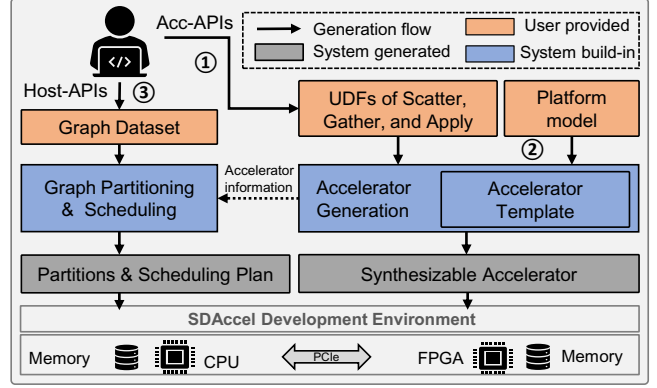 Acc-APIs
①
Generation flow
User provided
System generated
System build-in
</>
Host-APIs
③
Graph Dataset
UDFs of Scatter,
Gather, and Apply
Platform
model
②
Graph Partitioning
& Scheduling
Accelerator
information
Accelerator
Generation
Accelerator
Template
Partitions & Scheduling Plan
Synthesizable Accelerator
SDAccel Development Environment
Memory
CPU
PCIe
FPGA
Memory